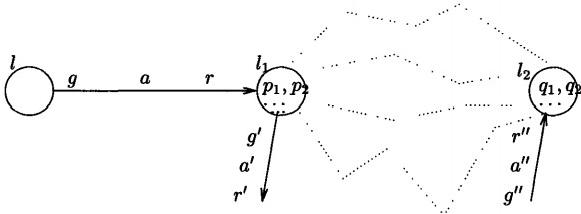 l
g a r
l₁
p₁, p₂
...
...
g′
a′
r′
l₂
q₁, q₂
...
r″
a″
g″